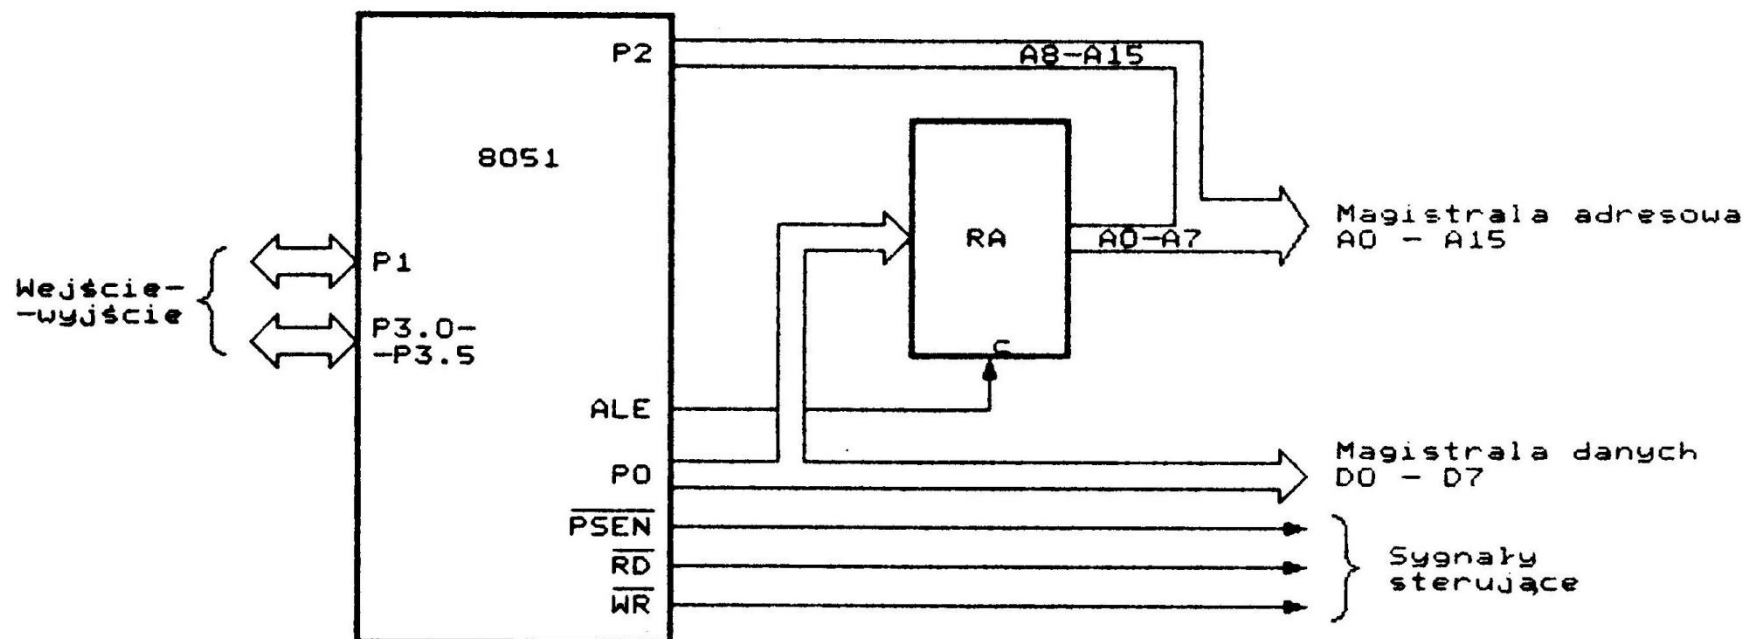 P2
A8-A15
8051
RA
A0-A7
C
Magistrala adresowa
A0 - A15
Wejście-
-wyjście
P1
P3.0-
-P3.5
ALE
P0
Magistrala danych
D0 - D7
PSEN
RD
WR
Sygnały
sterujące